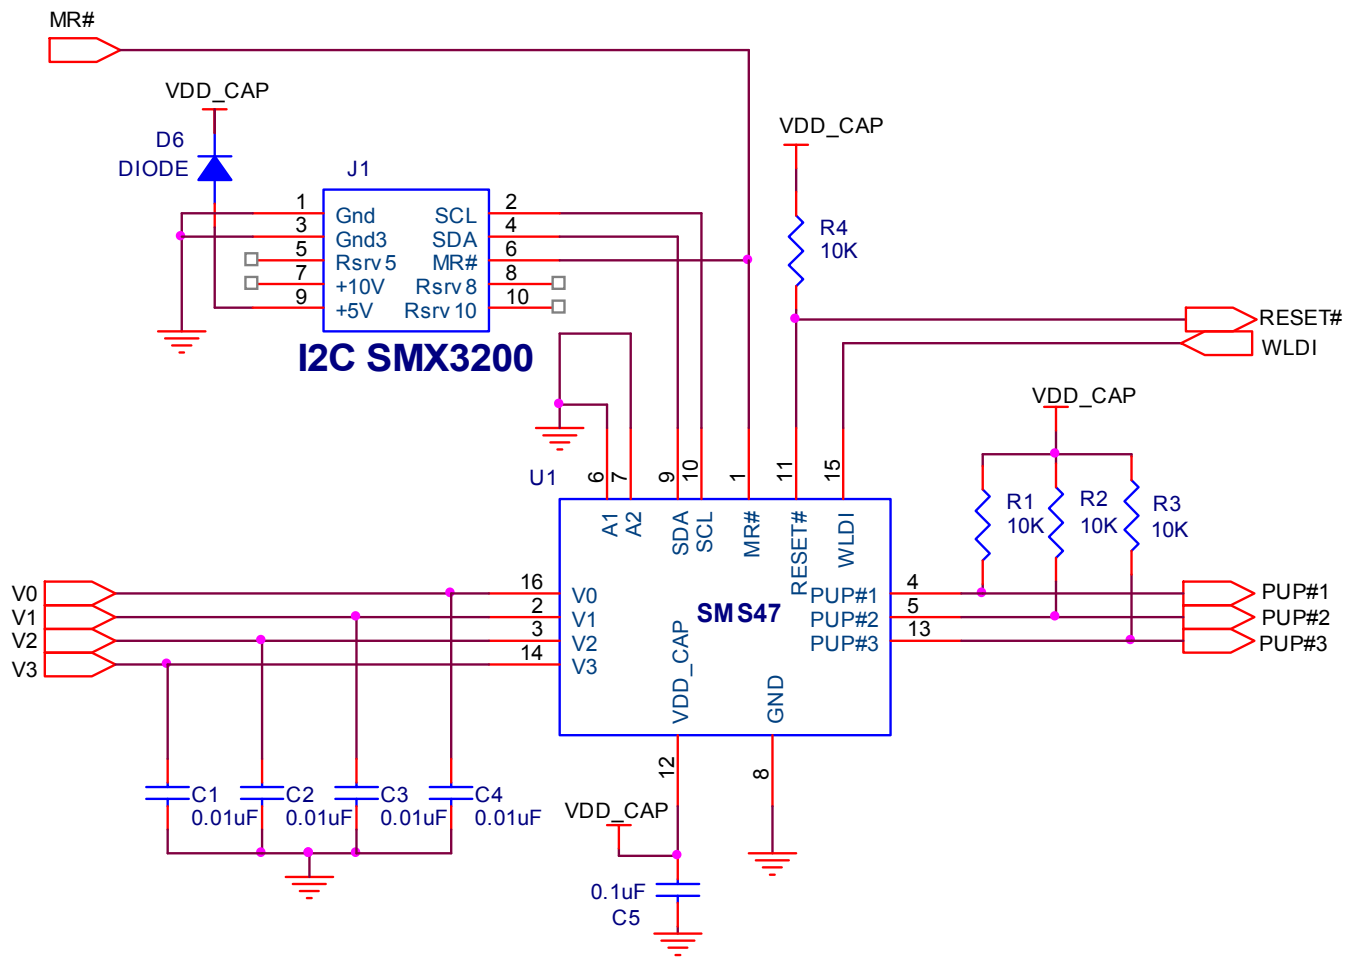 MR#
VDD_CAP
D6
DIODE
J1
VDD_CAP
1
Gnd
SCL
2
3
Gnd3
SDA
4
5
Rsrv5
MR#
6
7
+10V
Rsrv8
8
9
+5V
Rsrv10
10
I2C SMX3200
R4
10K
RESET#
WLDI
VDD_CAP
U1
6
7
9
10
1
11
15
A1
A2
SDA
SCL
MR#
RESET#
WLDI
R1
10K
R2
10K
R3
10K
V0
16
V0
PUP#1
4
PUP#1
V1
2
V1
SMS47
PUP#2
5
PUP#2
V2
3
V2
PUP#3
13
PUP#3
V3
14
V3
VDD_CAP
GND
12
8
C1
0.01uF
C2
0.01uF
C3
0.01uF
C4
0.01uF
VDD_CAP
0.1uF
C5